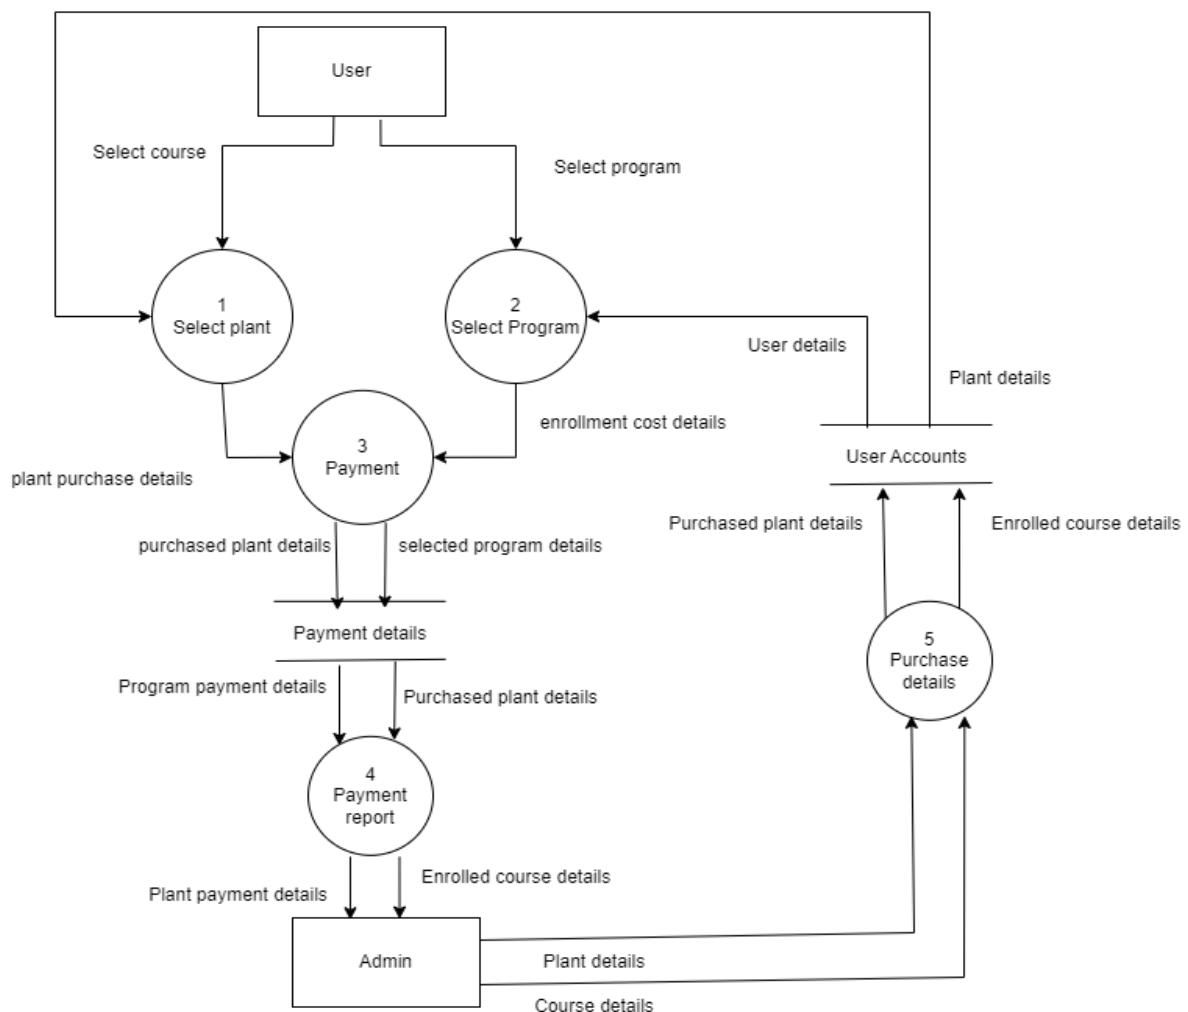 User
Select course
Select program
1
Select plant
2
Select Program
User details
Plant details
enrollment cost details
3
Payment
User Accounts
plant purchase details
Purchased plant details
Enrolled course details
purchased plant details
selected program details
Payment details
5
Purchase
details
Program payment details
Purchased plant details
4
Payment
report
Enrolled course details
Plant payment details
Admin
Plant details
Course details